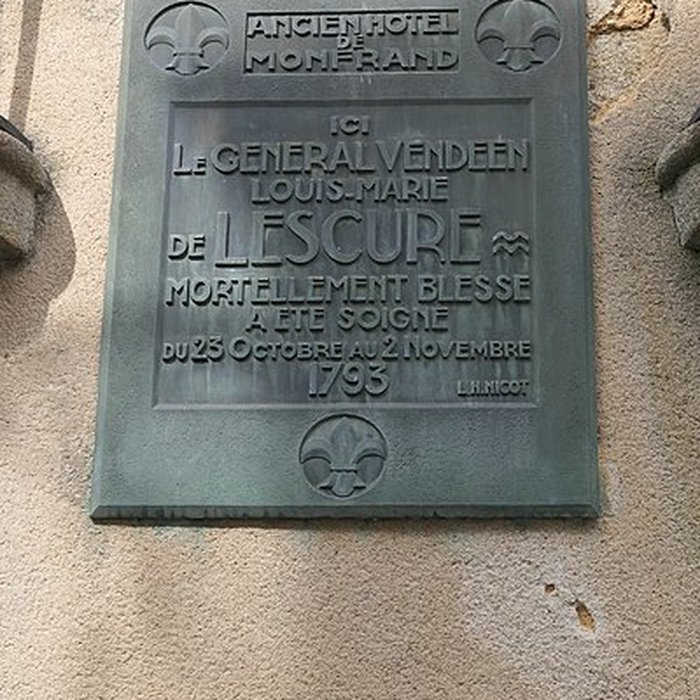 ANCIEN HOTEL
DE
MONFRAND
ICI
LE GENERAL VENDEEN
LOUIS-MARIE
DE LESCURE
MORTELLEMENT BLESSE
A ETE SOIGNE
DU 23 OCTOBRE AU 2 NOVEMBRE
1793
L.H.NICOT